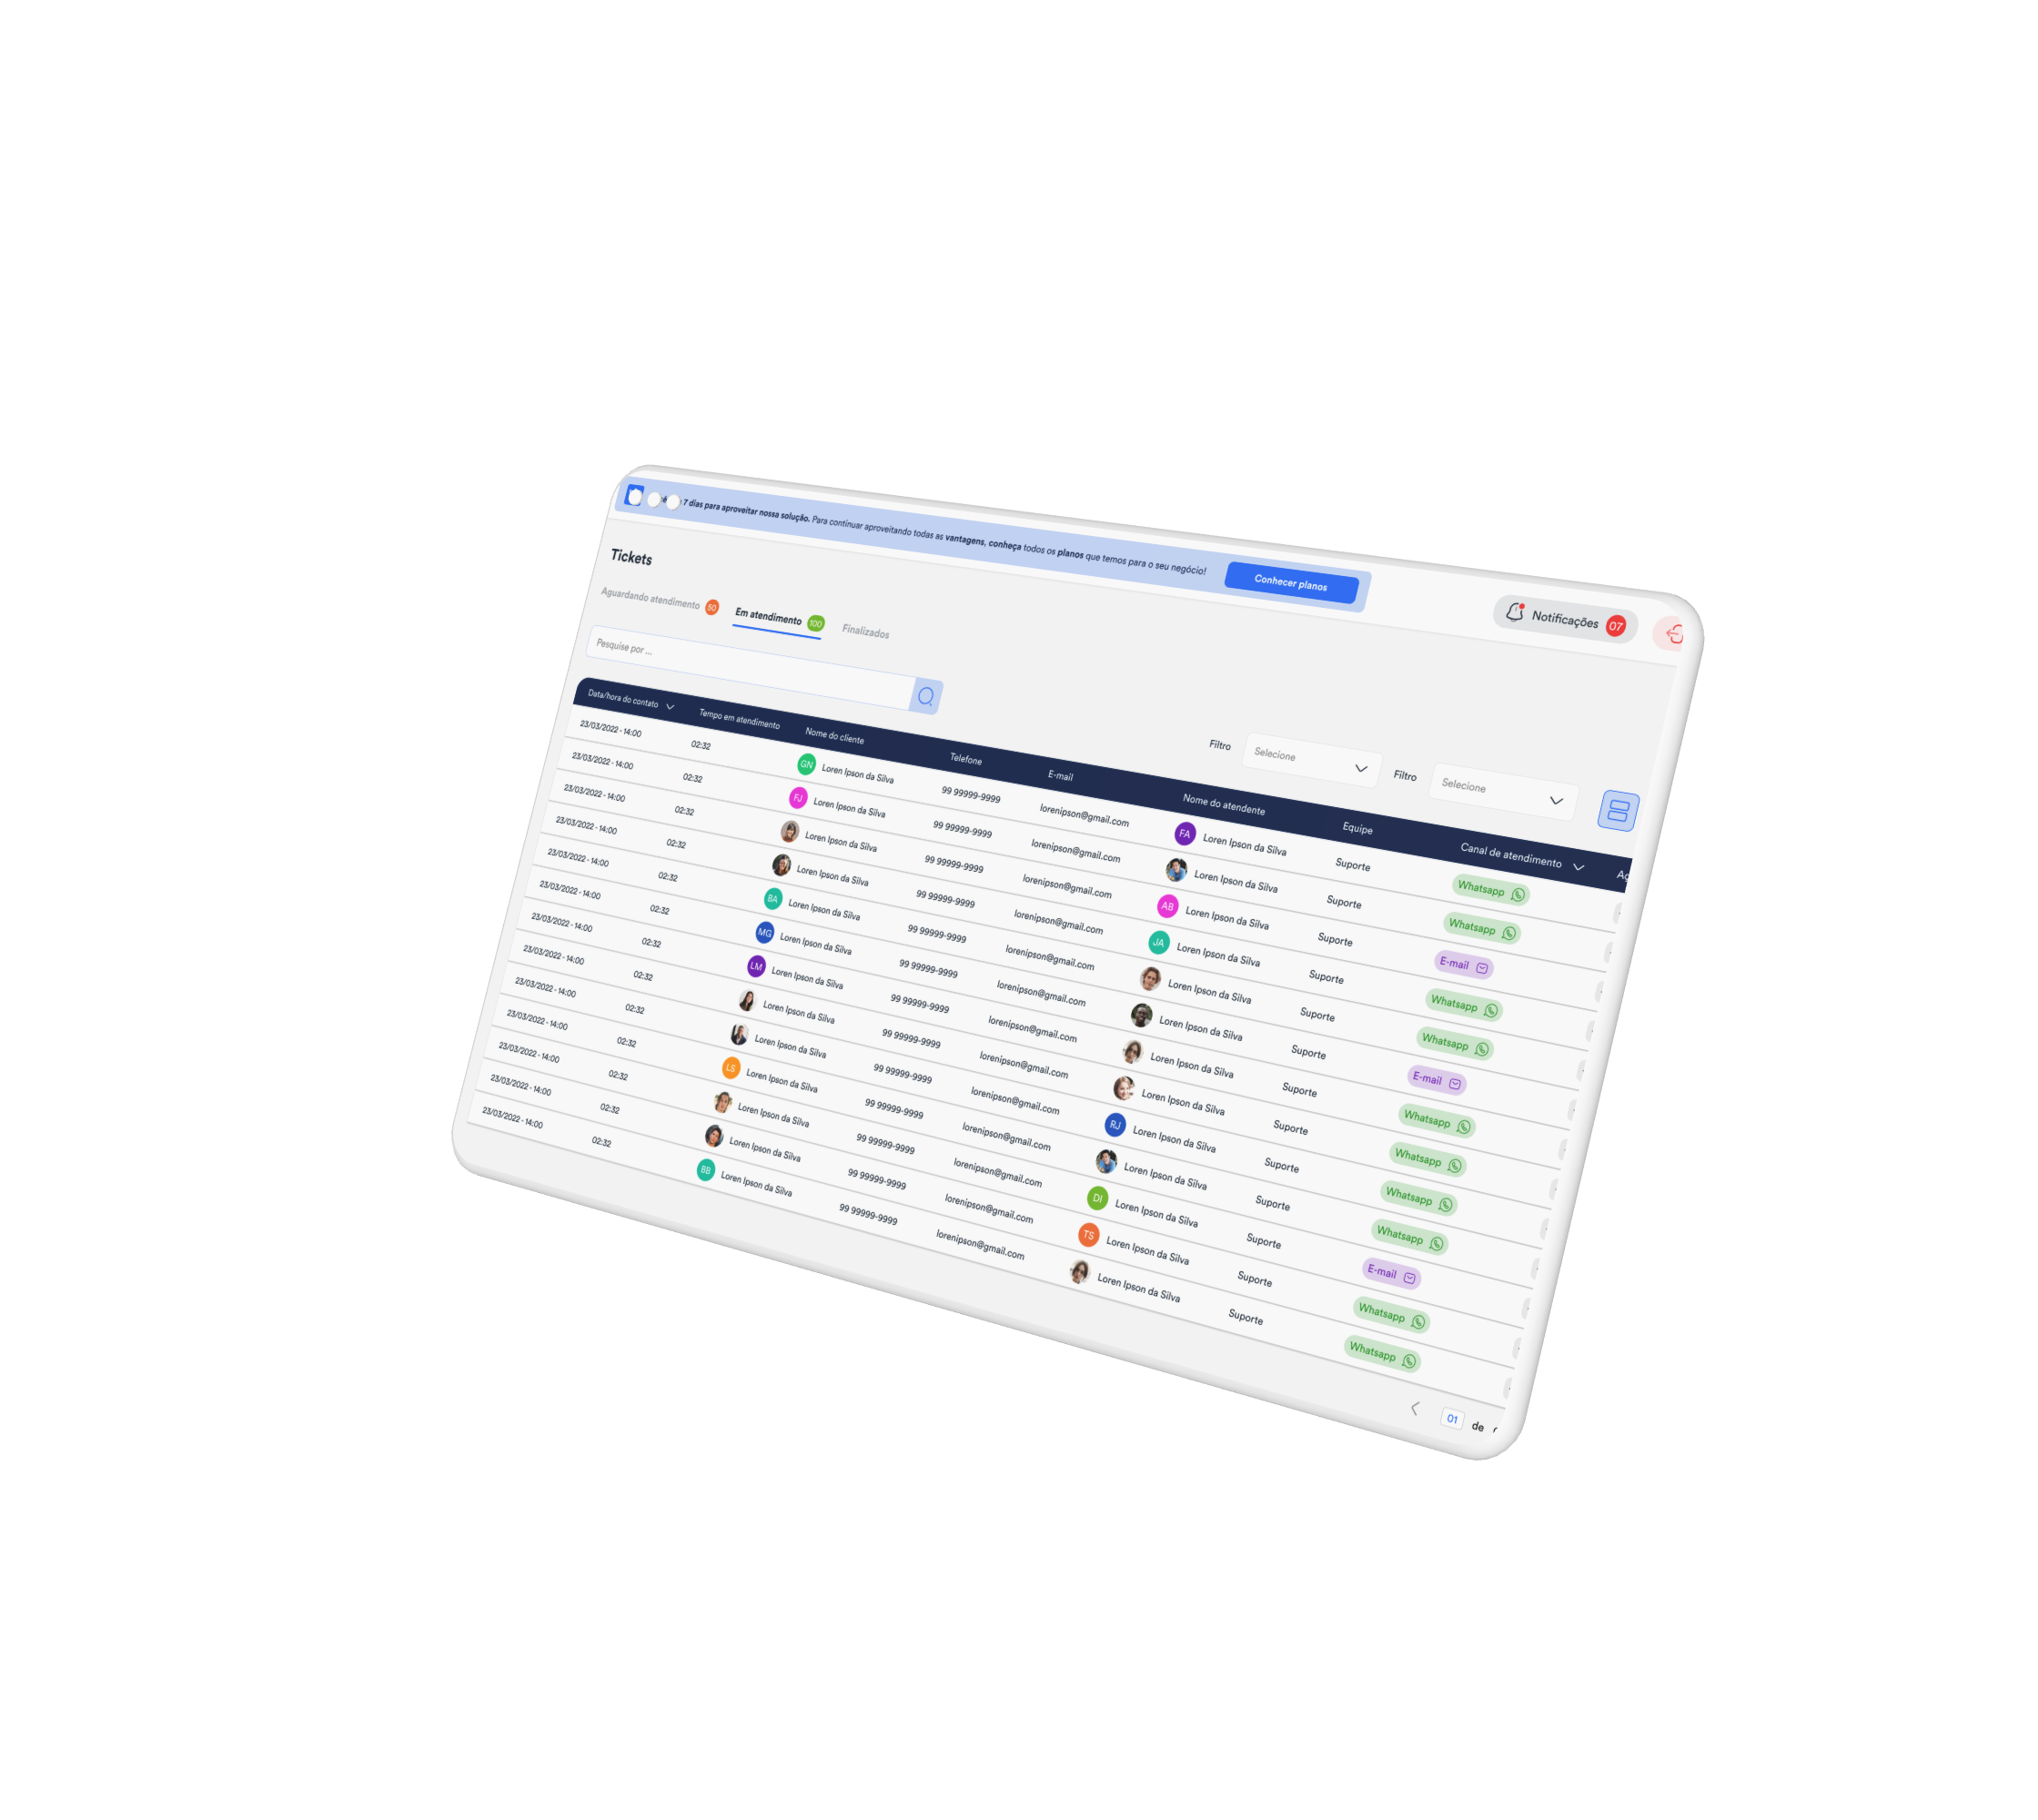 7 dias para aproveitar nossa solução. Para continuar aproveitando todas as vantagens, conheça todos os planos que temos para o seu negócio! Conhecer planos
Notificações 07
Tickets
Aguardando atendimento 50 Em atendimento 100 Finalizados
Pesquise por ...
Filtro Selecione Filtro Selecione
Data/hora do contato Tempo em atendimento Nome do cliente Telefone E-mail Nome do atendente Equipe Canal de atendimento
23/03/2022 - 14:00 02:32 GN Loren Ipson da Silva 99 99999-9999 lorenipson@gmail.com FA Loren Ipson da Silva Suporte Whatsapp
23/03/2022 - 14:00 02:32 FJ Loren Ipson da Silva 99 99999-9999 lorenipson@gmail.com Loren Ipson da Silva Suporte Whatsapp
23/03/2022 - 14:00 02:32 Loren Ipson da Silva 99 99999-9999 lorenipson@gmail.com AB Loren Ipson da Silva Suporte E-mail
23/03/2022 - 14:00 02:32 Loren Ipson da Silva 99 99999-9999 lorenipson@gmail.com JA Loren Ipson da Silva Suporte Whatsapp
23/03/2022 - 14:00 02:32 BA Loren Ipson da Silva 99 99999-9999 lorenipson@gmail.com Loren Ipson da Silva Suporte Whatsapp
23/03/2022 - 14:00 02:32 MG Loren Ipson da Silva 99 99999-9999 lorenipson@gmail.com Loren Ipson da Silva Suporte E-mail
23/03/2022 - 14:00 02:32 LM Loren Ipson da Silva 99 99999-9999 lorenipson@gmail.com Loren Ipson da Silva Suporte Whatsapp
23/03/2022 - 14:00 02:32 Loren Ipson da Silva 99 99999-9999 lorenipson@gmail.com Loren Ipson da Silva Suporte Whatsapp
23/03/2022 - 14:00 02:32 Loren Ipson da Silva 99 99999-9999 lorenipson@gmail.com RJ Loren Ipson da Silva Suporte Whatsapp
23/03/2022 - 14:00 02:32 LS Loren Ipson da Silva 99 99999-9999 lorenipson@gmail.com Loren Ipson da Silva Suporte Whatsapp
23/03/2022 - 14:00 02:32 Loren Ipson da Silva 99 99999-9999 lorenipson@gmail.com DI Loren Ipson da Silva Suporte E-mail
23/03/2022 - 14:00 02:32 Loren Ipson da Silva 99 99999-9999 lorenipson@gmail.com TS Loren Ipson da Silva Suporte Whatsapp
23/03/2022 - 14:00 02:32 BB Loren Ipson da Silva 99 99999-9999 lorenipson@gmail.com Loren Ipson da Silva Suporte Whatsapp
01 de